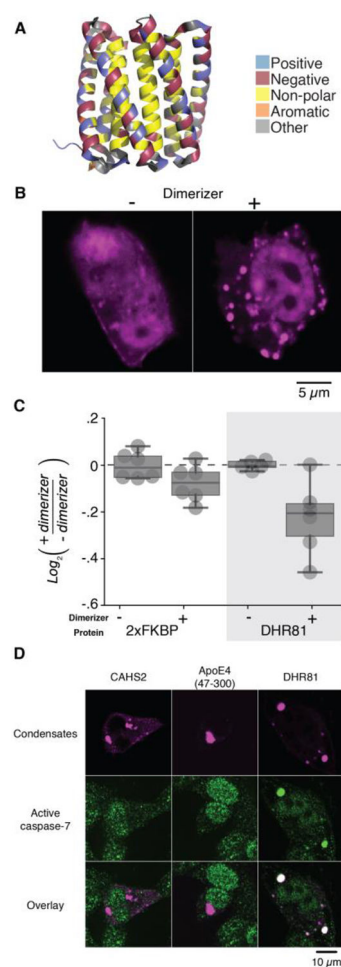 A
Positive
Negative
Non-polar
Aromatic
Other
B
Dimerizer
- +
5 µm
C
.2
0
-.2
-.4
-.6
Log2(+ dimerizer / - dimerizer)
Dimerizer - + - +
Protein 2xFKBP DHR81
D
CAHS2 ApoE4 (47-300) DHR81
Condensates
Active
caspase-7
Overlay
10 µm